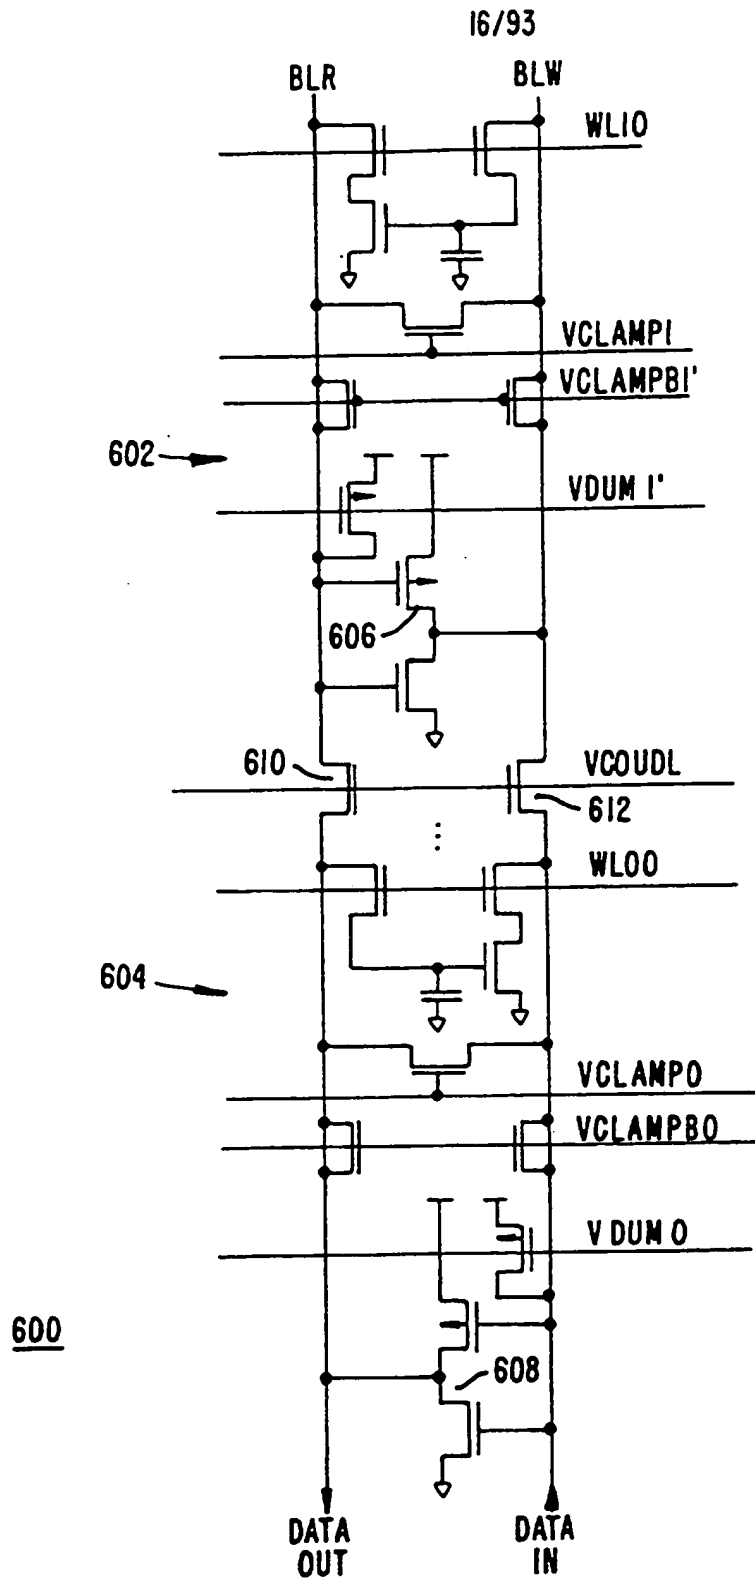 16/93
BLR
BLW
WL10
VCLAMP1
VCLAMPB1'
602
VDUM 1'
606
610
VCOUDL
612
WL00
604
VCLAMP0
VCLAMPB0
VDUM 0
600
608
DATA OUT
DATA IN